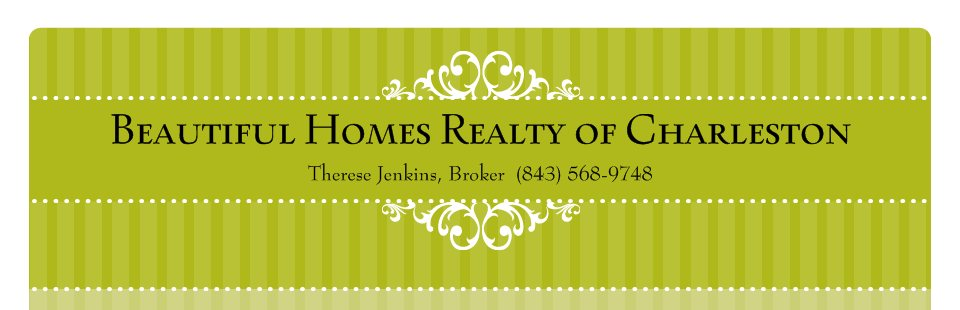 Beautiful Homes Realty of Charleston
Therese Jenkins, Broker (843) 568-9748